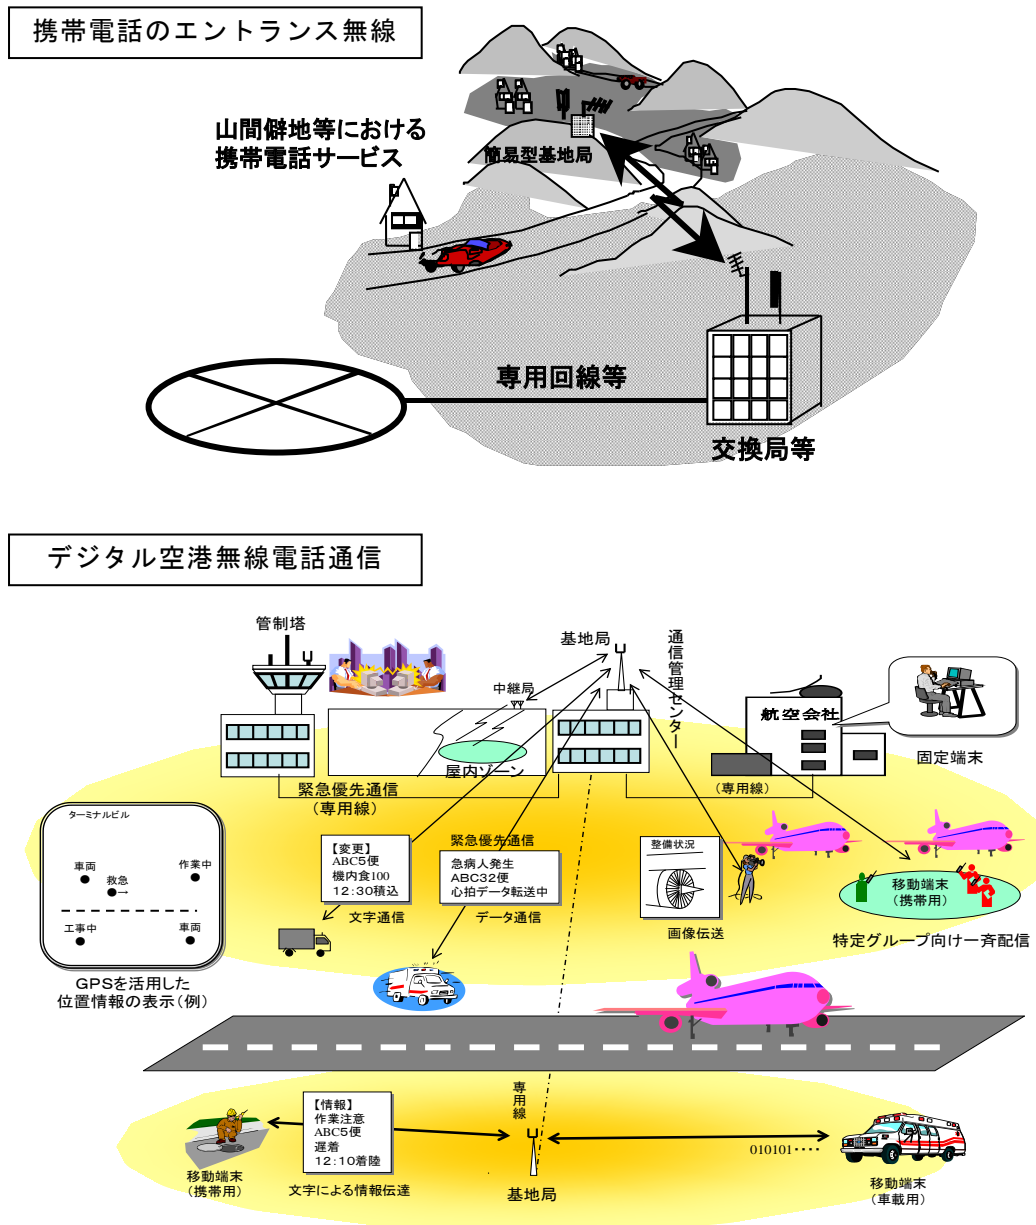 携帯電話のエントランス無線
山間僻地等における
携帯電話サービス
簡易型基地局
専用回線等
交換局等
デジタル空港無線電話通信
管制塔
基地局
通信管理センター
中継局
航空会社
固定端末
屋内ゾーン
緊急優先通信
(専用線)
(専用線)
ターミナルビル
車両
救急
→
作業中
工事中
車両
GPSを活用した
位置情報の表示(例)
【変更】
ABC5便
機内食100
12:30積込
文字通信
緊急優先通信
急病人発生
ABC32便
心拍データ転送中
データ通信
整備状況
画像伝送
移動端末
(携帯用)
特定グループ向け一斉配信
専用線
【情報】
作業注意
ABC5便
遅着
12:10着陸
移動端末
(携帯用)
文字による情報伝達
基地局
010101‥‥
移動端末
(車載用)